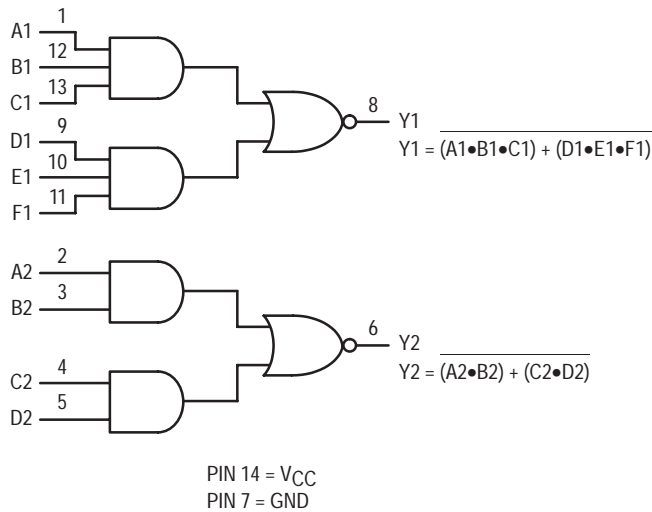 A1 1
B1 12
C1 13
D1 9
E1 10
F1 11
8 Y1
Y1 = (A1•B1•C1) + (D1•E1•F1)
A2 2
B2 3
C2 4
D2 5
6 Y2
Y2 = (A2•B2) + (C2•D2)
PIN 14 = VCC
PIN 7 = GND